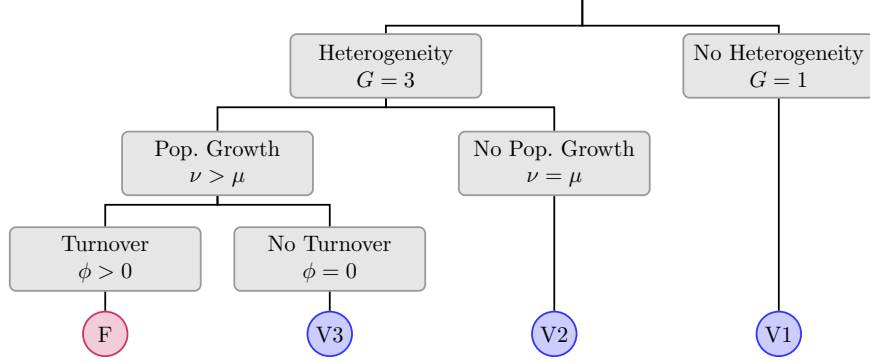 Heterogeneity
G = 3
No Heterogeneity
G = 1
Pop. Growth
ν > μ
No Pop. Growth
ν = μ
Turnover
ϕ > 0
No Turnover
ϕ = 0
F
V3
V2
V1